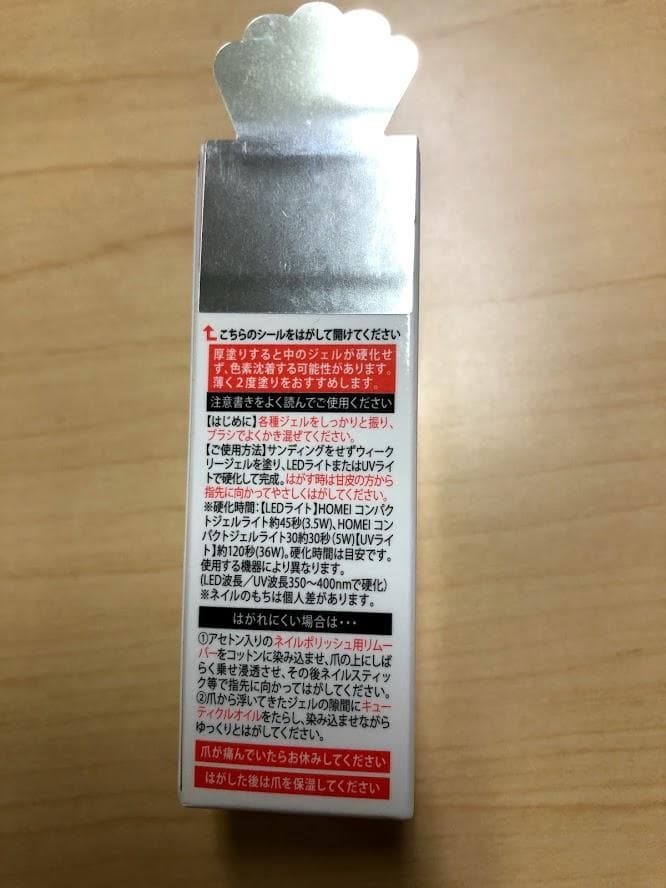 こちらのシールをはがして開けてください
厚塗りすると中のジェルが硬化せ
ず、色素沈着する可能性があります。
薄く2度塗りをおすすめします。
注意書きをよく読んでご使用ください
【はじめに】各種ジェルをしっかりと振り、
ブラシでよくかき混ぜてください。
【ご使用方法】サンディングをせずウィーク
リージェルを塗り、LEDライトまたはUVライ
トで硬化して完成。はがす時は甘皮の方から
指先に向かってやさしくはがしてください。
※硬化時間：【LEDライト】HOMEI コンパク
トジェルライト約45秒(3.5W)、HOMEI コン
パクトジェルライト30約30秒（5W）【UVライ
ト】約120秒(36W)。硬化時間は目安です。
使用する機器により異なります。
(LED波長／UV波長350〜400nmで硬化)
※ネイルのもちは個人差があります。
はがれにくい場合は・・・
①アセトン入りのネイルポリッシュ用リムー
バーをコットンに染み込ませ、爪の上にしば
らく乗せ浸透させ、その後ネイルスティッ
ク等で指先に向かってはがしてください。
②爪から浮いてきたジェルの隙間にキュー
ティクルオイルをたらし、染み込ませながら
ゆっくりとはがしてください。
爪が痛んでいたらお休みしてください
はがした後は爪を保湿してください